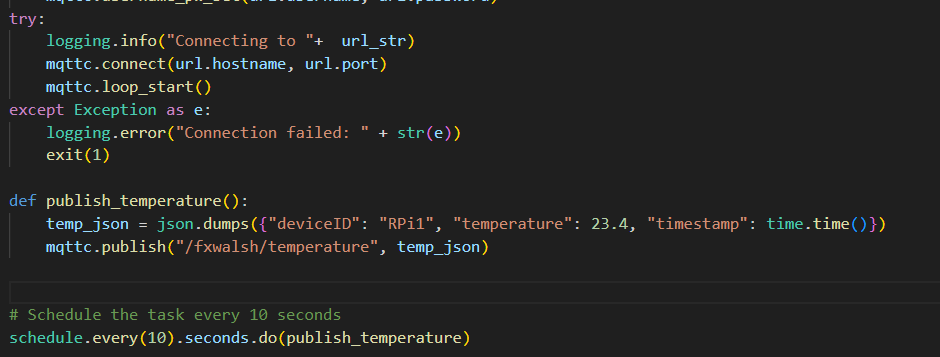 try:
    logging.info("Connecting to "+  url_str)
    mqttc.connect(url.hostname, url.port)
    mqttc.loop_start()
except Exception as e:
    logging.error("Connection failed: " + str(e))
    exit(1)

def publish_temperature():
    temp_json = json.dumps({"deviceID": "RPi1", "temperature": 23.4, "timestamp": time.time()})
    mqttc.publish("/fxwalsh/temperature", temp_json)

# Schedule the task every 10 seconds
schedule.every(10).seconds.do(publish_temperature)